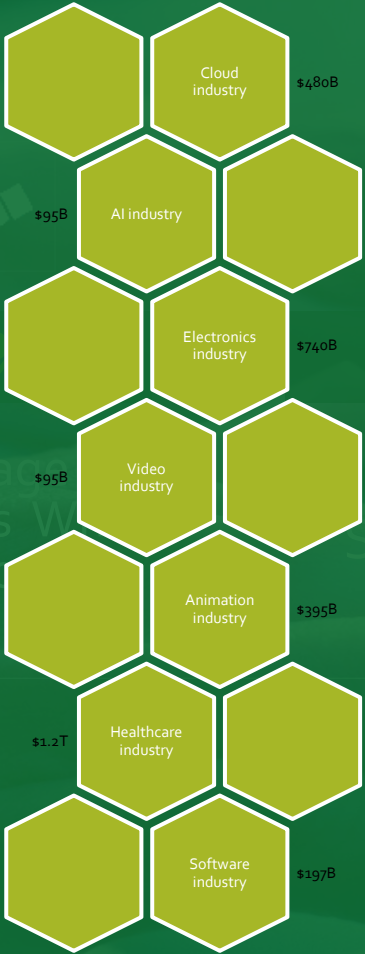 Cloud
industry
$480B
$95B
AI industry
Electronics
industry
$740B
$95B
Video
industry
Animation
industry
$395B
$1.2T
Healthcare
industry
Software
industry
$197B